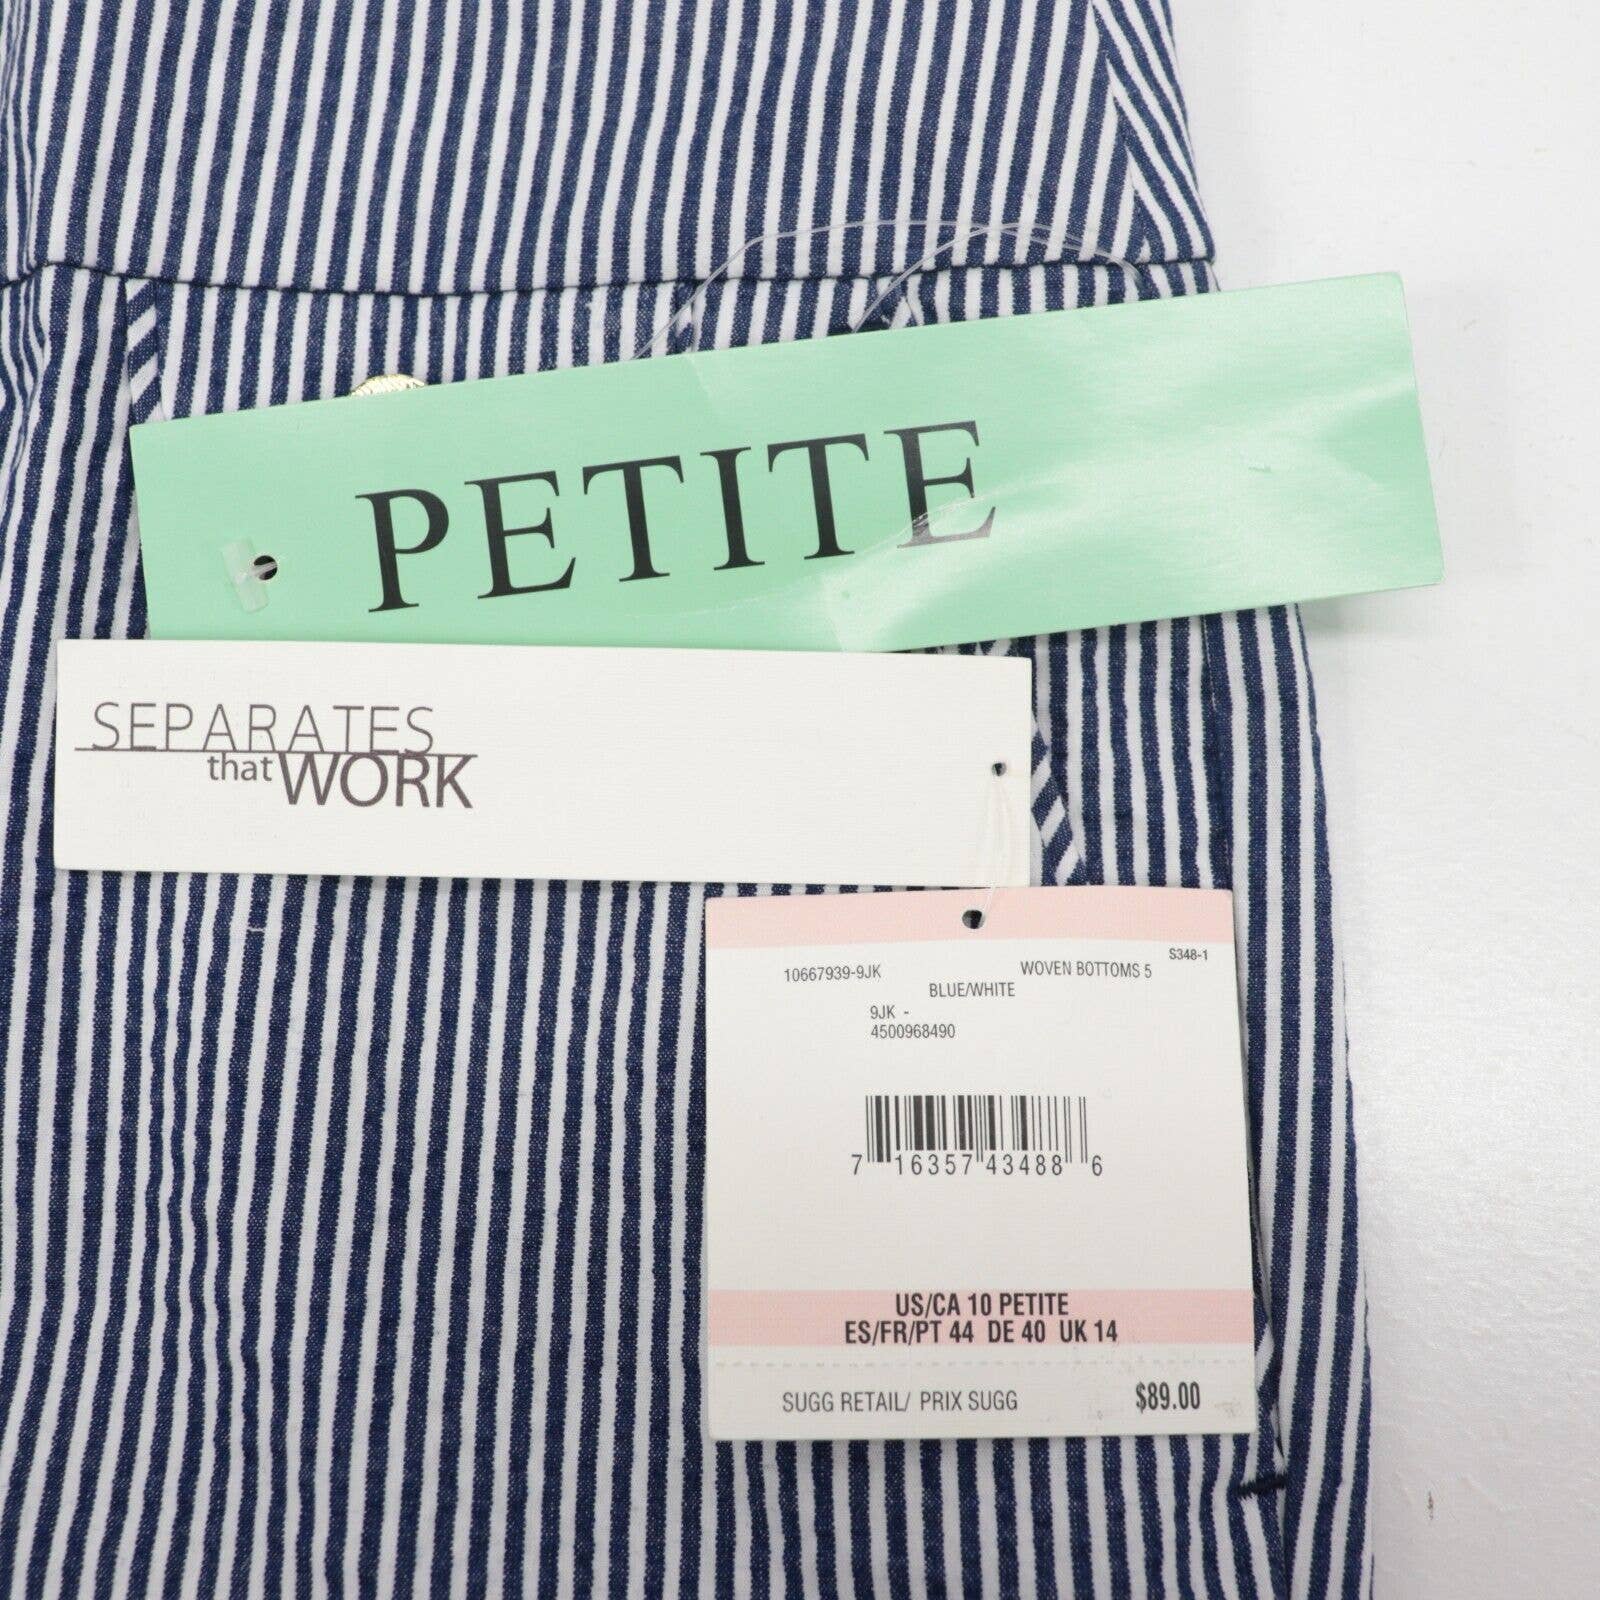 PETITE
SEPARATES
that WORK
S348-1
10667939-9JK WOVEN BOTTOMS 5
BLUE/WHITE
9JK -
4500968490
7 16357 43488 6
US/CA 10 PETITE
ES/FR/PT 44 DE 40 UK 14
SUGG RETAIL/ PRIX SUGG $89.00